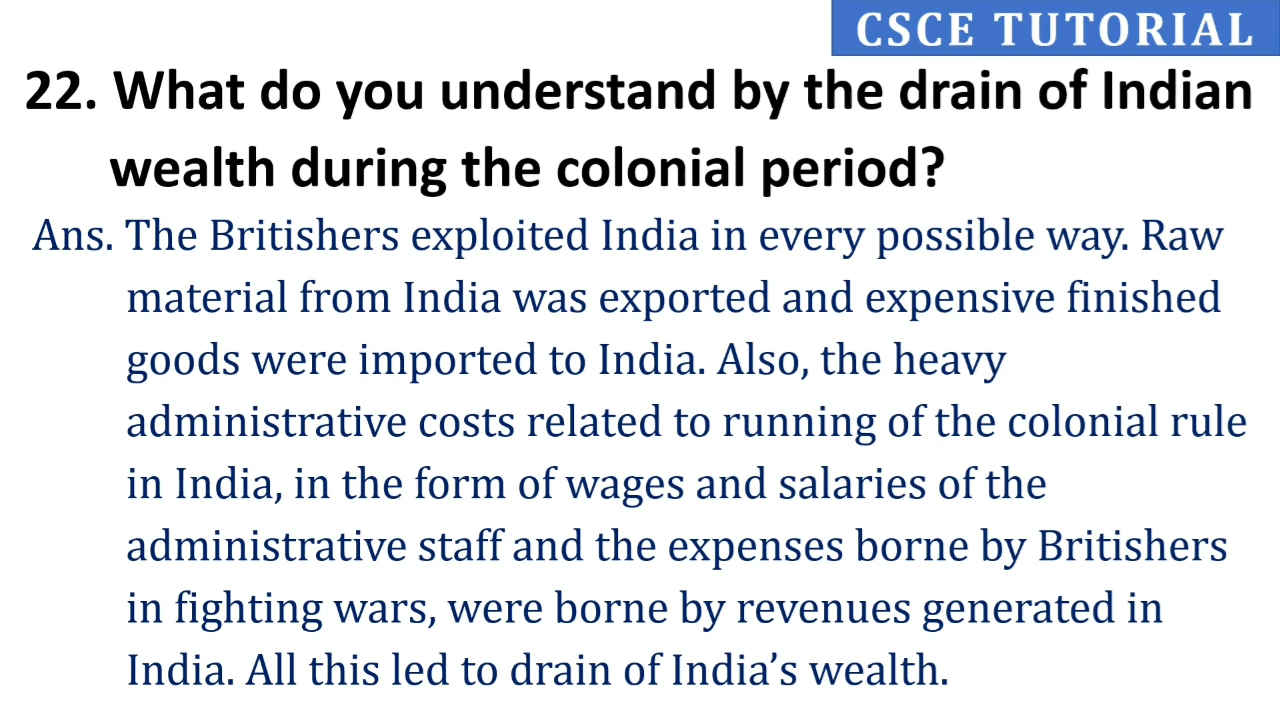 CSCE TUTORIAL
22. What do you understand by the drain of Indian
wealth during the colonial period?
Ans. The Britishers exploited India in every possible way. Raw
material from India was exported and expensive finished
goods were imported to India. Also, the heavy
administrative costs related to running of the colonial rule
in India, in the form of wages and salaries of the
administrative staff and the expenses borne by Britishers
in fighting wars, were borne by revenues generated in
India. All this led to drain of India’s wealth.